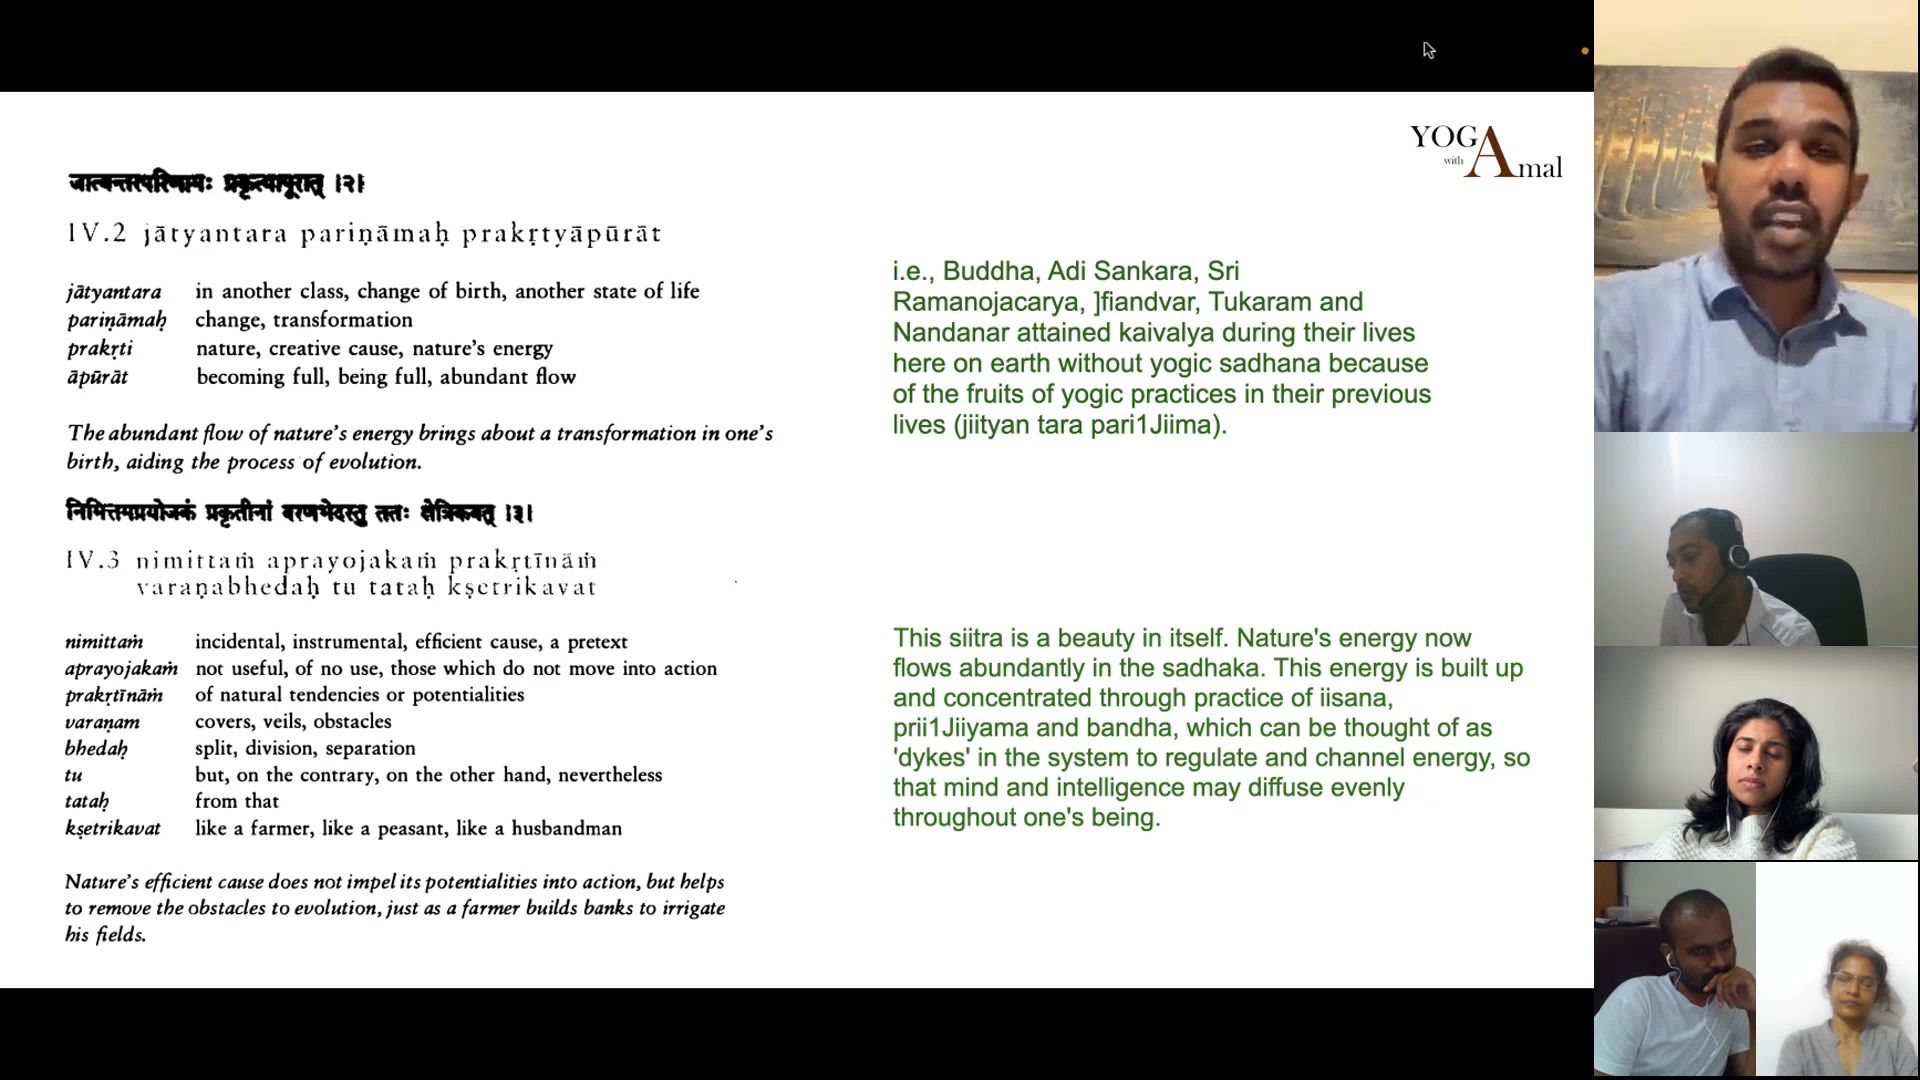 YOGA
with Amal
जात्यन्तरपरिणामः प्रकृत्यापूरात् ।२।
IV.2 jātyantara pariṇāmaḥ prakṛtyāpūrāt
jātyantara in another class, change of birth, another state of life
pariṇāmaḥ change, transformation
prakṛti nature, creative cause, nature's energy
āpūrāt becoming full, being full, abundant flow
The abundant flow of nature's energy brings about a transformation in one's
birth, aiding the process of evolution.
निमित्तमप्रयोजकं प्रकृतीनां वरणभेदस्तु ततः क्षेत्रिकवत् ।३।
IV.3 nimittaṁ aprayojakaṁ prakṛtīnāṁ
varaṇabhedaḥ tu tataḥ kṣetrikavat
nimittaṁ incidental, instrumental, efficient cause, a pretext
aprayojakaṁ not useful, of no use, those which do not move into action
prakṛtīnāṁ of natural tendencies or potentialities
varaṇam covers, veils, obstacles
bhedaḥ split, division, separation
tu but, on the contrary, on the other hand, nevertheless
tataḥ from that
kṣetrikavat like a farmer, like a peasant, like a husbandman
Nature's efficient cause does not impel its potentialities into action, but helps
to remove the obstacles to evolution, just as a farmer builds banks to irrigate
his fields.
i.e., Buddha, Adi Sankara, Sri
Ramanojacarya, ]fiandvar, Tukaram and
Nandanar attained kaivalya during their lives
here on earth without yogic sadhana because
of the fruits of yogic practices in their previous
lives (jiityan tara pari1Jiima).
This siitra is a beauty in itself. Nature's energy now
flows abundantly in the sadhaka. This energy is built up
and concentrated through practice of iisana,
prii1Jiiyama and bandha, which can be thought of as
'dykes' in the system to regulate and channel energy, so
that mind and intelligence may diffuse evenly
throughout one's being.